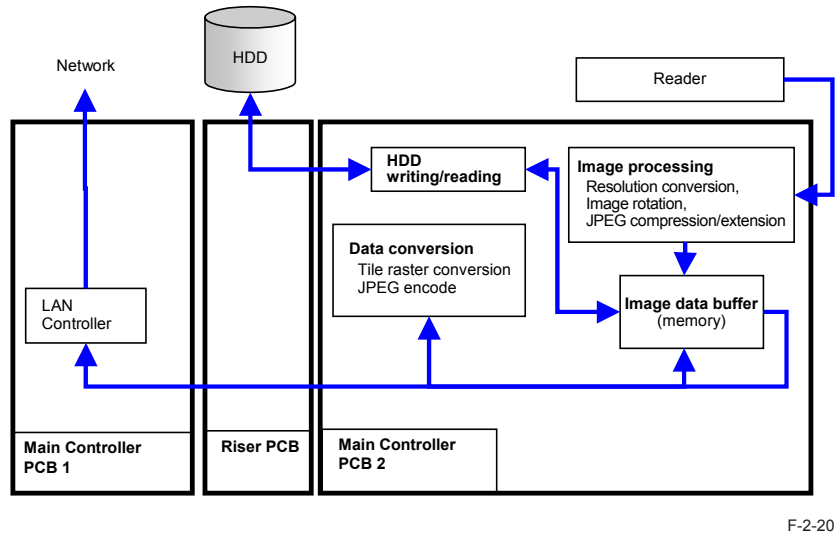 Network
HDD
Reader
HDD
writing/reading
Image processing
Resolution conversion,
Image rotation,
JPEG compression/extension
Data conversion
Tile raster conversion
JPEG encode
LAN
Controller
Image data buffer
(memory)
Main Controller
PCB 1
Riser PCB
Main Controller
PCB 2
F-2-20